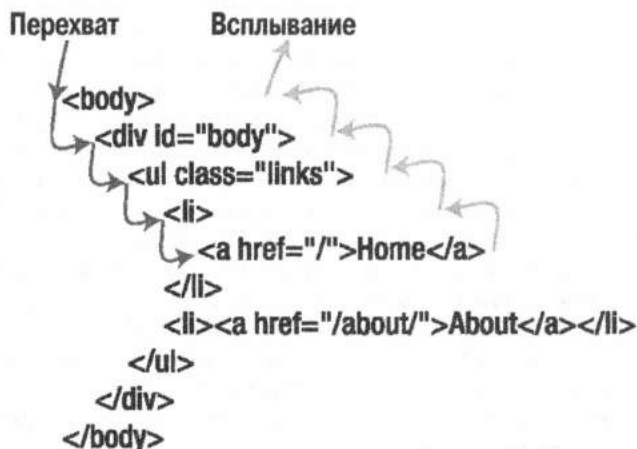 Перехват Всплывание
<body>
<div id="body">
<ul class="links">
<li>
<a href="/">Home</a>
</li>
<li><a href="/about/">About</a></li>
</ul>
</div>
</body>